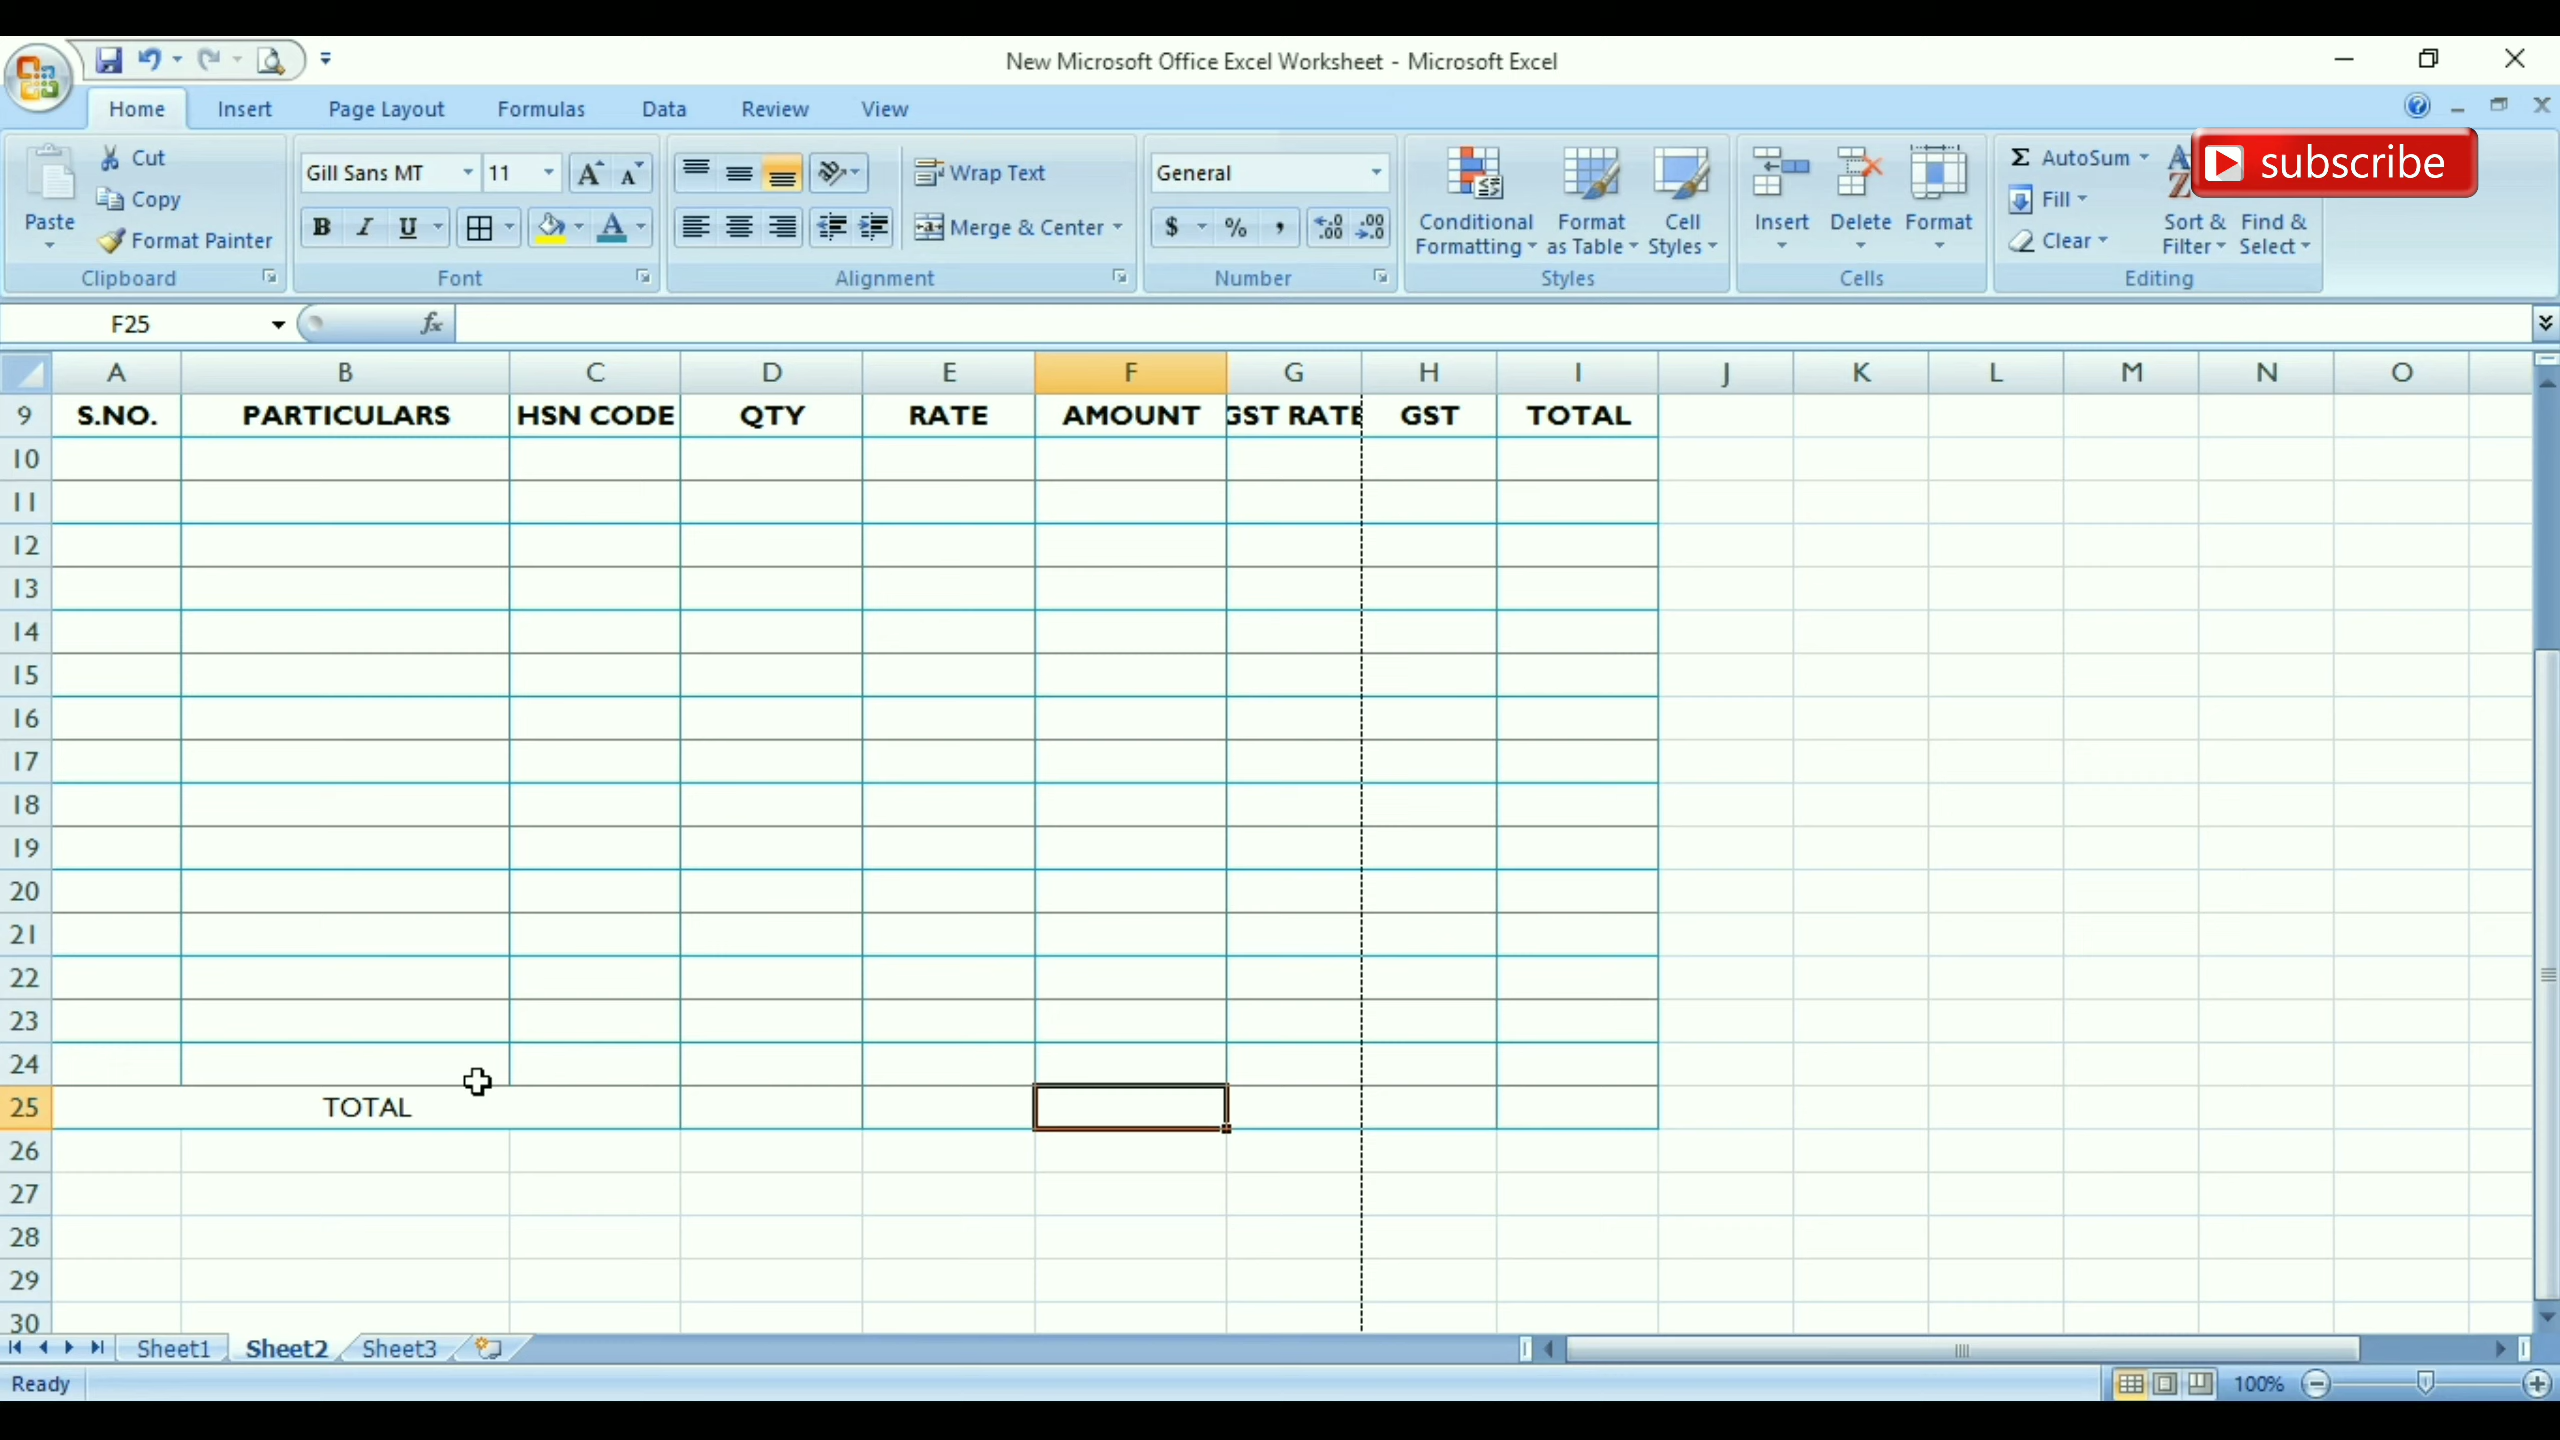 New Microsoft Office Excel Worksheet - Microsoft Excel
Home Insert Page Layout Formulas Data Review View
Cut
Copy
Paste
Format Painter
Clipboard
Gill Sans MT 11
B I U
Font
Wrap Text
Merge & Center
Alignment
General
$ % ,
Number
Conditional Formatting
Format as Table
Cell Styles
Styles
Insert Delete Format
Cells
Σ AutoSum
Fill
Clear
Sort & Filter
Find & Select
Editing
subscribe
F25 fx
A B C D E F G H I J K L M N O
9 S.NO. PARTICULARS HSN CODE QTY RATE AMOUNT GST RATE GST TOTAL
10
11
12
13
14
15
16
17
18
19
20
21
22
23
24
25 TOTAL
26
27
28
29
30
Sheet1 Sheet2 Sheet3
Ready 100%